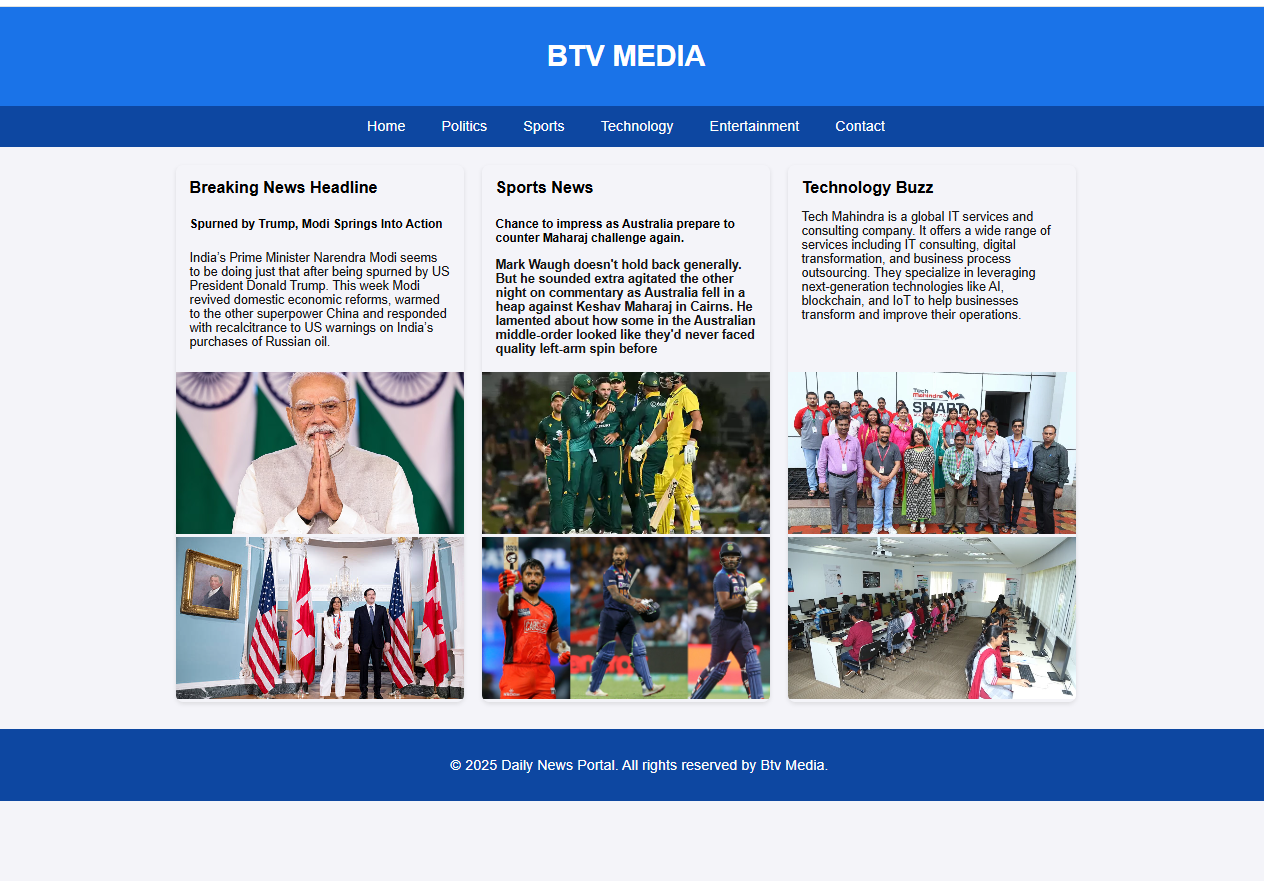 BTV MEDIA
Home Politics Sports Technology Entertainment Contact
Breaking News Headline
Spurned by Trump, Modi Springs Into Action
India's Prime Minister Narendra Modi seems
to be doing just that after being spurned by US
President Donald Trump. This week Modi
revived domestic economic reforms, warmed
to the other superpower China and responded
with recalcitrance to US warnings on India's
purchases of Russian oil.
Sports News
Chance to impress as Australia prepare to
counter Maharaj challenge again.
Mark Waugh doesn't hold back generally.
But he sounded extra agitated the other
night on commentary as Australia fell in a
heap against Keshav Maharaj in Cairns. He
lamented about how some in the Australian
middle-order looked like they'd never faced
quality left-arm spin before
Technology Buzz
Tech Mahindra is a global IT services and
consulting company. It offers a wide range of
services including IT consulting, digital
transformation, and business process
outsourcing. They specialize in leveraging
next-generation technologies like AI,
blockchain, and IoT to help businesses
transform and improve their operations.
Tech
Mahindra
SMART
© 2025 Daily News Portal. All rights reserved by Btv Media.